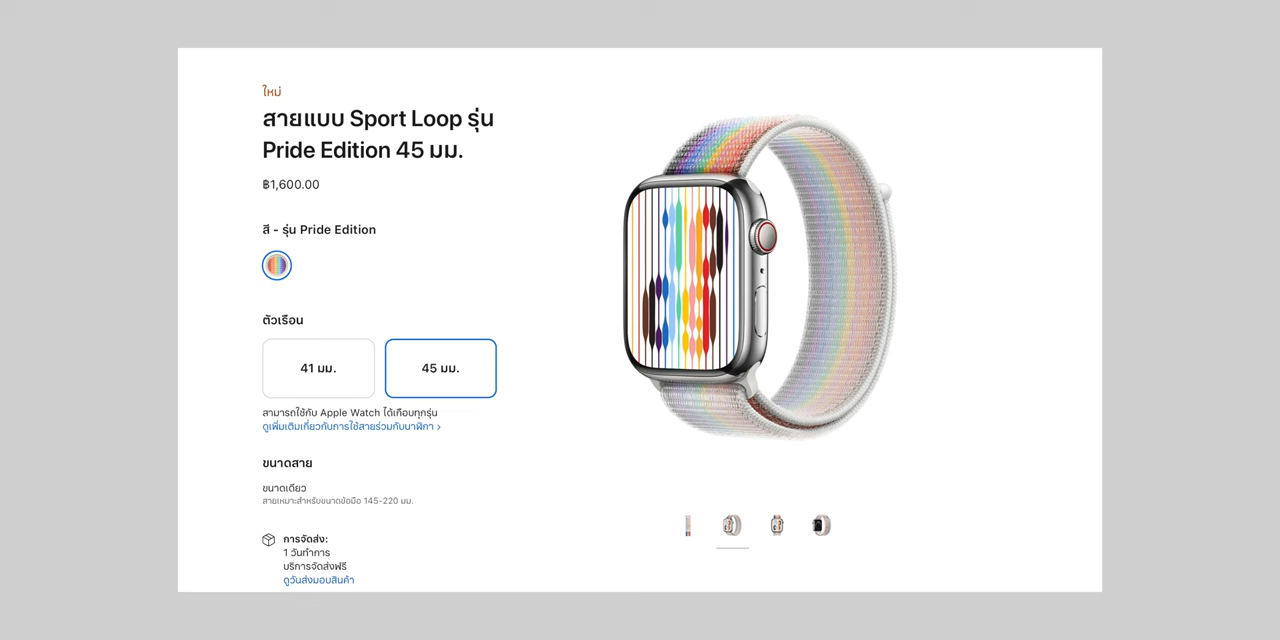 ใหม่
สายแบบ Sport Loop รุ่น
Pride Edition 45 มม.
฿1,600.00
สี - รุ่น Pride Edition
ตัวเรือน
41 มม.
45 มม.
สามารถใช้กับ Apple Watch ได้เกือบทุกรุ่น
ดูเพิ่มเติมเกี่ยวกับการใช้สายร่วมกับนาฬิกา ›
ขนาดสาย
ขนาดเดียว
สายเหมาะสำหรับขนาดข้อมือ 145-220 มม.
การจัดส่ง:
1 วันทำการ
บริการจัดส่งฟรี
ดูวันส่งมอบสินค้า